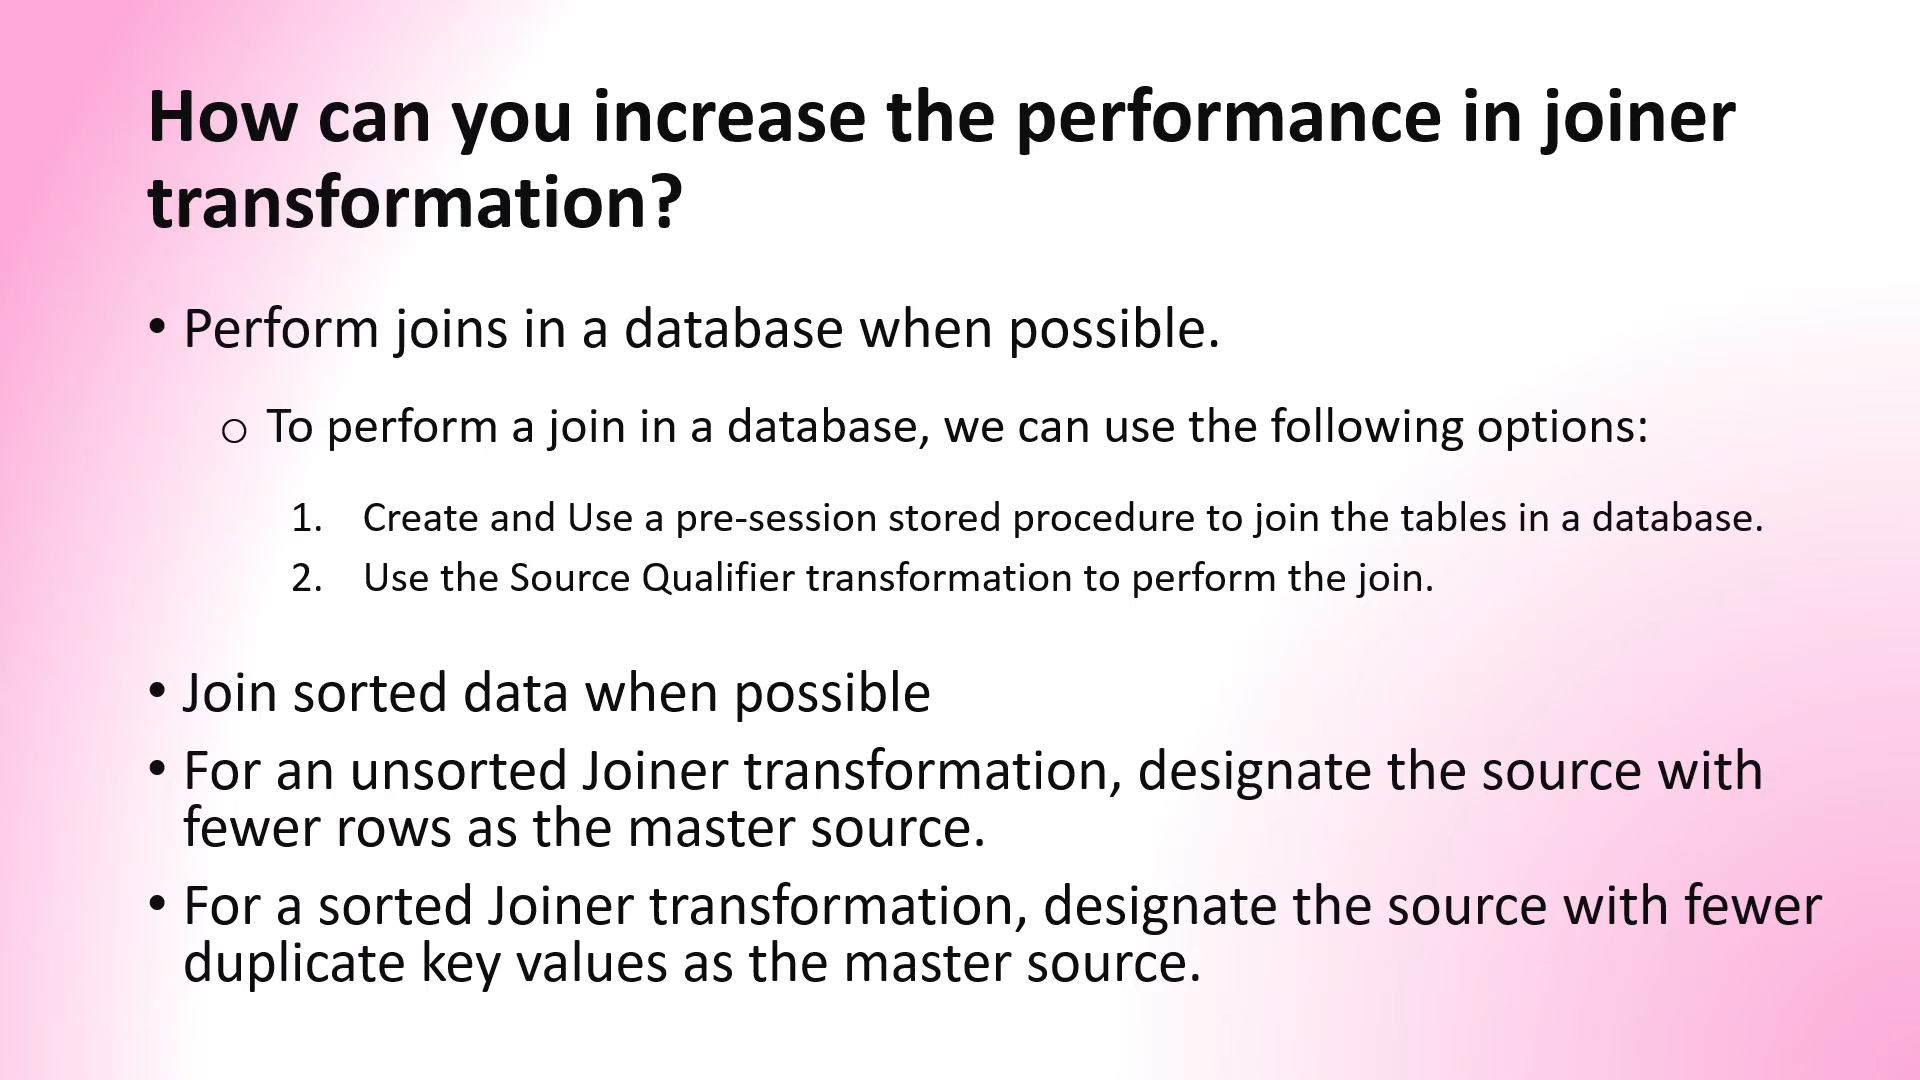 How can you increase the performance in joiner
transformation?
• Perform joins in a database when possible.
o To perform a join in a database, we can use the following options:
1. Create and Use a pre-session stored procedure to join the tables in a database.
2. Use the Source Qualifier transformation to perform the join.
• Join sorted data when possible
• For an unsorted Joiner transformation, designate the source with
fewer rows as the master source.
• For a sorted Joiner transformation, designate the source with fewer
duplicate key values as the master source.